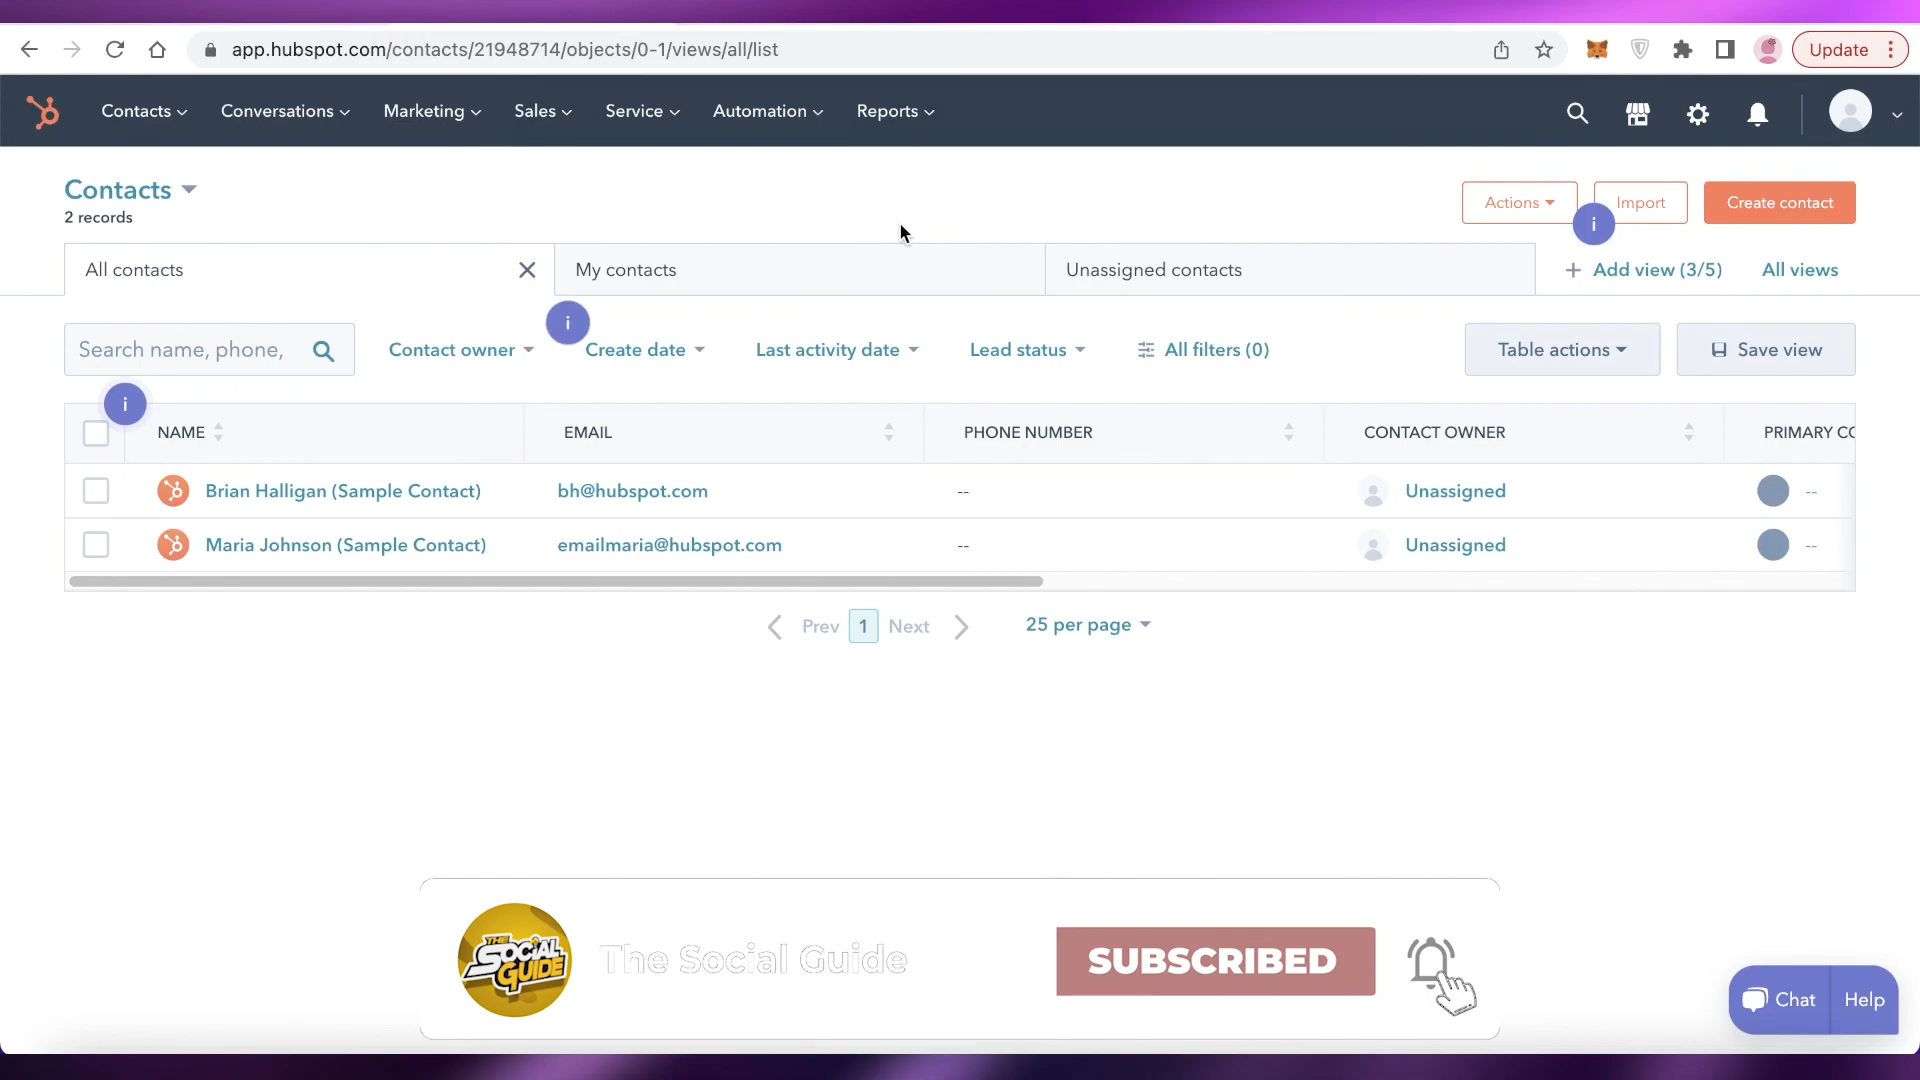 app.hubspot.com/contacts/21948714/objects/0-1/views/all/list
Update
Contacts Conversations Marketing Sales Service Automation Reports
Contacts
2 records
Actions Import Create contact
All contacts My contacts Unassigned contacts + Add view (3/5) All views
Search name, phone, Contact owner Create date Last activity date Lead status All filters (0) Table actions Save view
NAME EMAIL PHONE NUMBER CONTACT OWNER PRIMARY CO
Brian Halligan (Sample Contact) bh@hubspot.com -- Unassigned --
Maria Johnson (Sample Contact) emailmaria@hubspot.com -- Unassigned --
Prev 1 Next 25 per page
THE SOCIAL GUIDE The Social Guide SUBSCRIBED
Chat Help